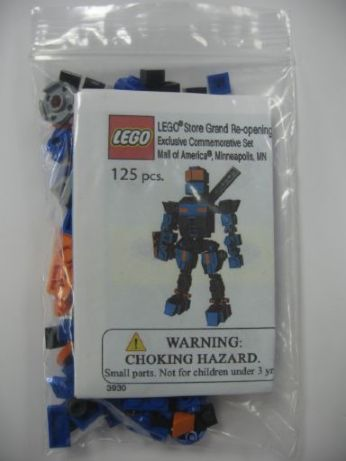 LEGO
LEGO® Store Grand Re-opening
Exclusive Commemorative Set
Mall of America®, Minneapolis, MN
125 pcs.
WARNING:
CHOKING HAZARD.
Small parts. Not for children under 3 yr
3930